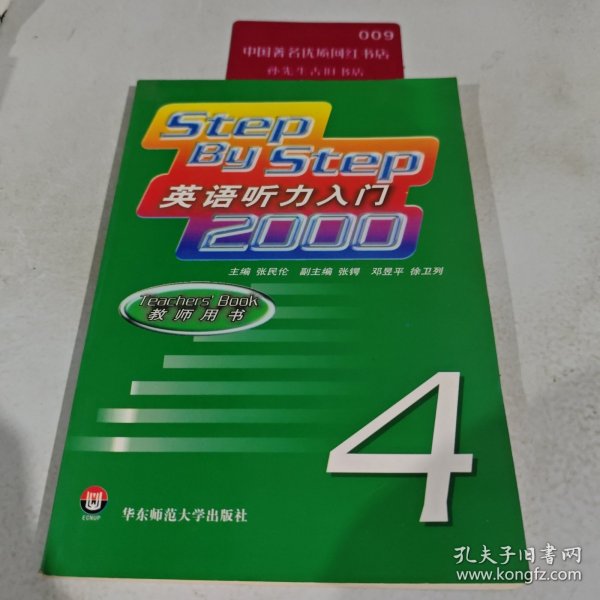 009
中国著名优质网红书店
孙先生古旧书店
Step
By Step
英语听力入门
2000
主编 张民伦 副主编 张锷 邓昱平 徐卫列
Teachers' Book
教师用书
4
ECNUP
华东师范大学出版社
孔夫子旧书网
www.kongfz.com